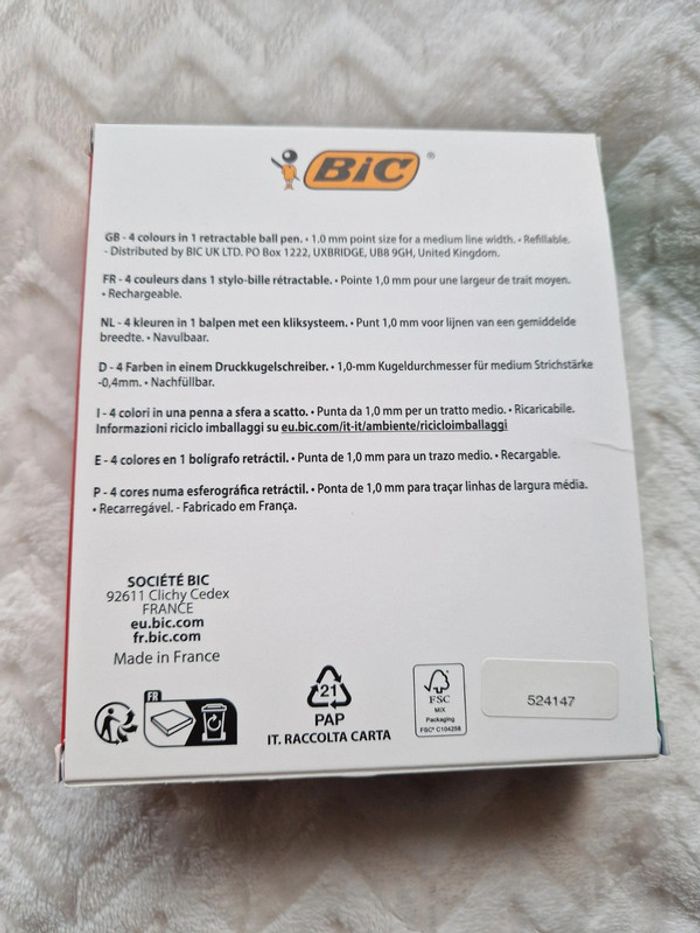 BiC®
GB - 4 colours in 1 retractable ball pen. • 1.0 mm point size for a medium line width. • Refillable.
- Distributed by BIC UK LTD. PO Box 1222, UXBRIDGE, UB8 9GH, United Kingdom.
FR - 4 couleurs dans 1 stylo-bille rétractable. • Pointe 1,0 mm pour une largeur de trait moyen.
• Rechargeable.
NL - 4 kleuren in 1 balpen met een kliksysteem. • Punt 1,0 mm voor lijnen van een gemiddelde
breedte. • Navulbaar.
D - 4 Farben in einem Druckkugelschreiber. • 1,0-mm Kugeldurchmesser für medium Strichstärke
-0,4mm. • Nachfüllbar.
I - 4 colori in una penna a sfera a scatto. • Punta da 1,0 mm per un tratto medio. • Ricaricabile.
Informazioni riciclo imballaggi su eu.bic.com/it-it/ambiente/ricicloimballaggi
E - 4 colores en 1 bolígrafo retráctil. • Punta de 1,0 mm para un trazo medio. • Recargable.
P - 4 cores numa esferográfica retráctil. • Ponta de 1,0 mm para traçar linhas de largura média.
• Recarregável. - Fabricado em França.
SOCIÉTÉ BIC
92611 Clichy Cedex
FRANCE
eu.bic.com
fr.bic.com
Made in France
FR
21
PAP
IT. RACCOLTA CARTA
FSC
MIX
Packaging
FSC® C104258
524147